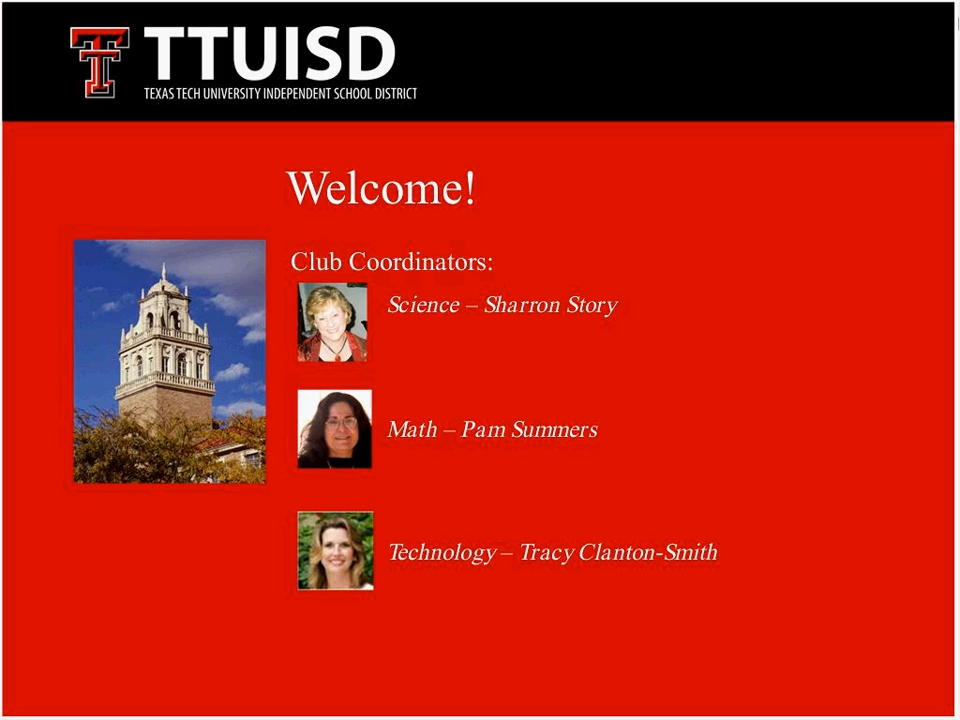 TTUISD
TEXAS TECH UNIVERSITY INDEPENDENT SCHOOL DISTRICT
Welcome!
Club Coordinators:
Science – Sharron Story
Math – Pam Summers
Technology – Tracy Clanton-Smith